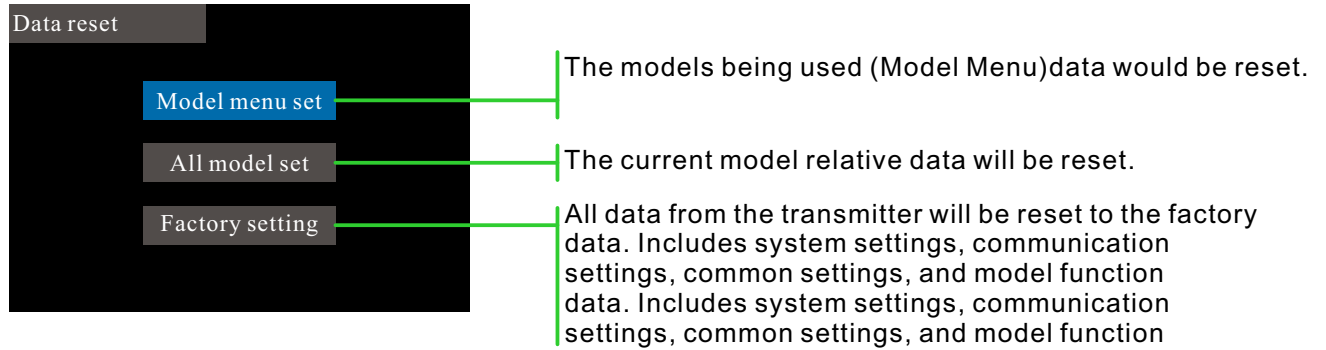 Data reset
Model menu set
The models being used (Model Menu)data would be reset.
All model set
The current model relative data will be reset.
Factory setting
All data from the transmitter will be reset to the factory
data. Includes system settings, communication
settings, common settings, and model function
data. Includes system settings, communication
settings, common settings, and model function